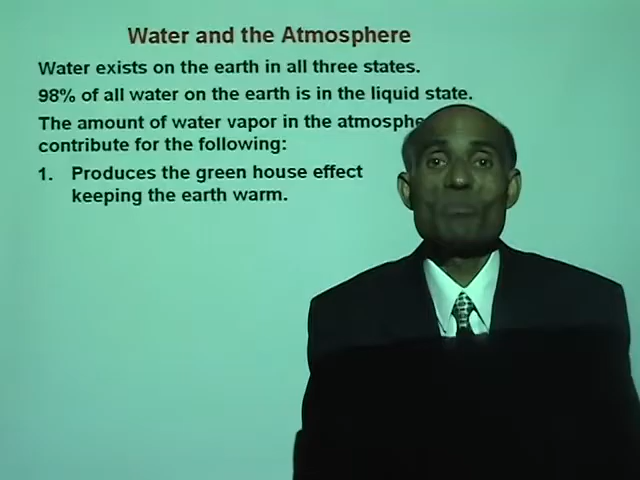 Water and the Atmosphere
Water exists on the earth in all three states.
98% of all water on the earth is in the liquid state.
The amount of water vapor in the atmosphe
contribute for the following:
1. Produces the green house effect
keeping the earth warm.